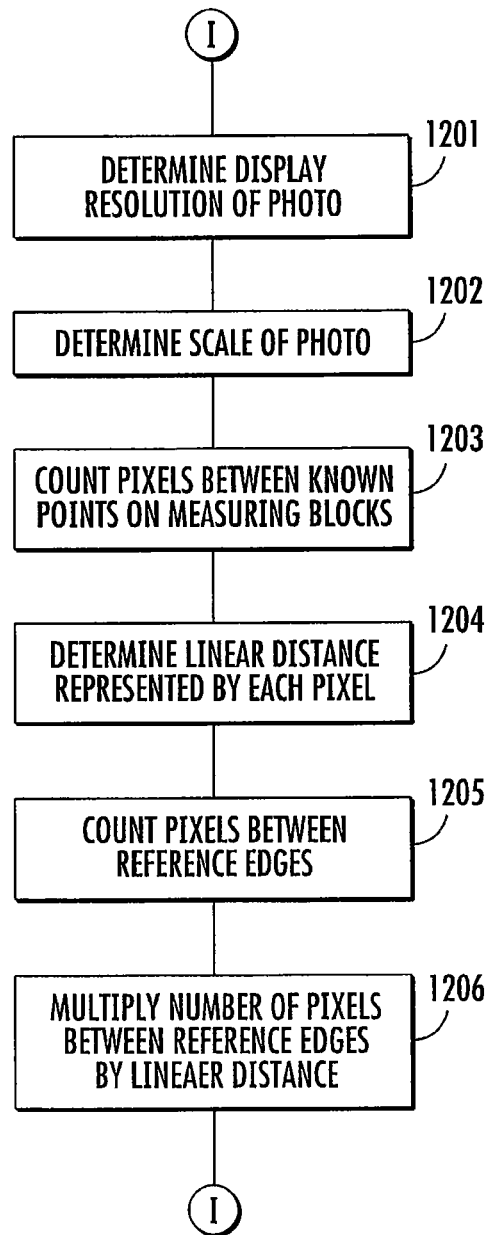 I
1201
DETERMINE DISPLAY
RESOLUTION OF PHOTO
1202
DETERMINE SCALE OF PHOTO
1203
COUNT PIXELS BETWEEN KNOWN
POINTS ON MEASURING BLOCKS
1204
DETERMINE LINEAR DISTANCE
REPRESENTED BY EACH PIXEL
1205
COUNT PIXELS BETWEEN
REFERENCE EDGES
1206
MULTIPLY NUMBER OF PIXELS
BETWEEN REFERENCE EDGES
BY LINEAER DISTANCE
I